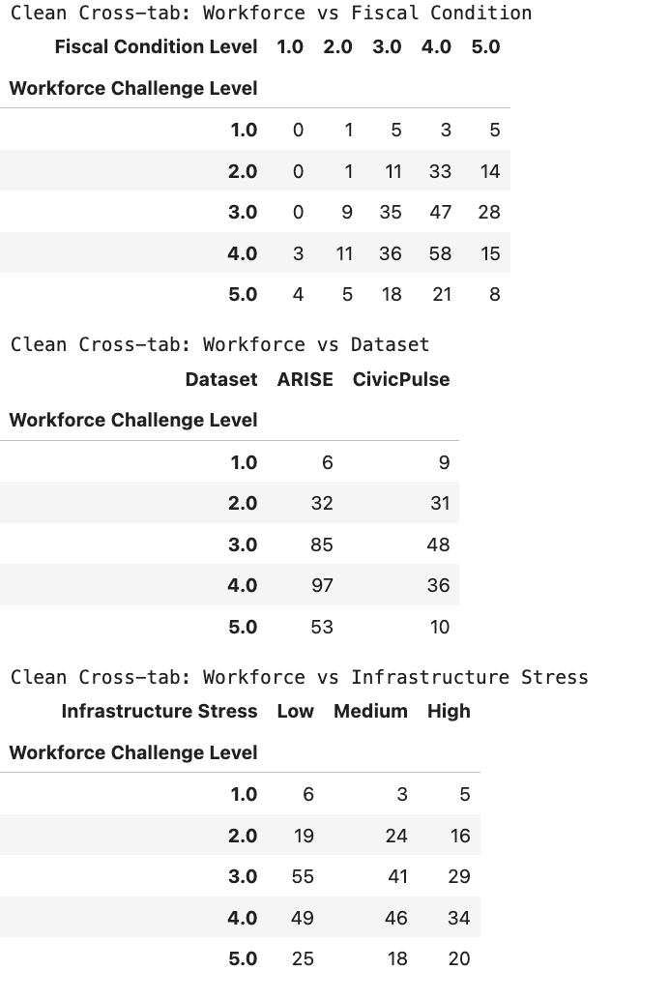 Clean Cross-tab: Workforce vs Fiscal Condition
Fiscal Condition Level 1.0 2.0 3.0 4.0 5.0
Workforce Challenge Level
1.0 0 1 5 3 5
2.0 0 1 11 33 14
3.0 0 9 35 47 28
4.0 3 11 36 58 15
5.0 4 5 18 21 8
Clean Cross-tab: Workforce vs Dataset
Dataset ARISE CivicPulse
Workforce Challenge Level
1.0 6 9
2.0 32 31
3.0 85 48
4.0 97 36
5.0 53 10
Clean Cross-tab: Workforce vs Infrastructure Stress
Infrastructure Stress Low Medium High
Workforce Challenge Level
1.0 6 3 5
2.0 19 24 16
3.0 55 41 29
4.0 49 46 34
5.0 25 18 20